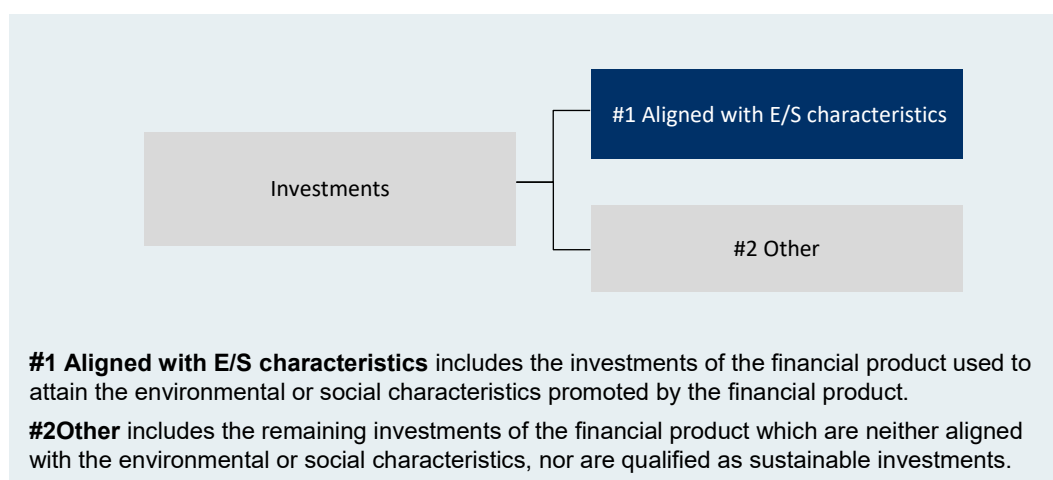 #1 Aligned with E/S characteristics
Investments
#2 Other
#1 Aligned with E/S characteristics includes the investments of the financial product used to
attain the environmental or social characteristics promoted by the financial product.
#2Other includes the remaining investments of the financial product which are neither aligned
with the environmental or social characteristics, nor are qualified as sustainable investments.